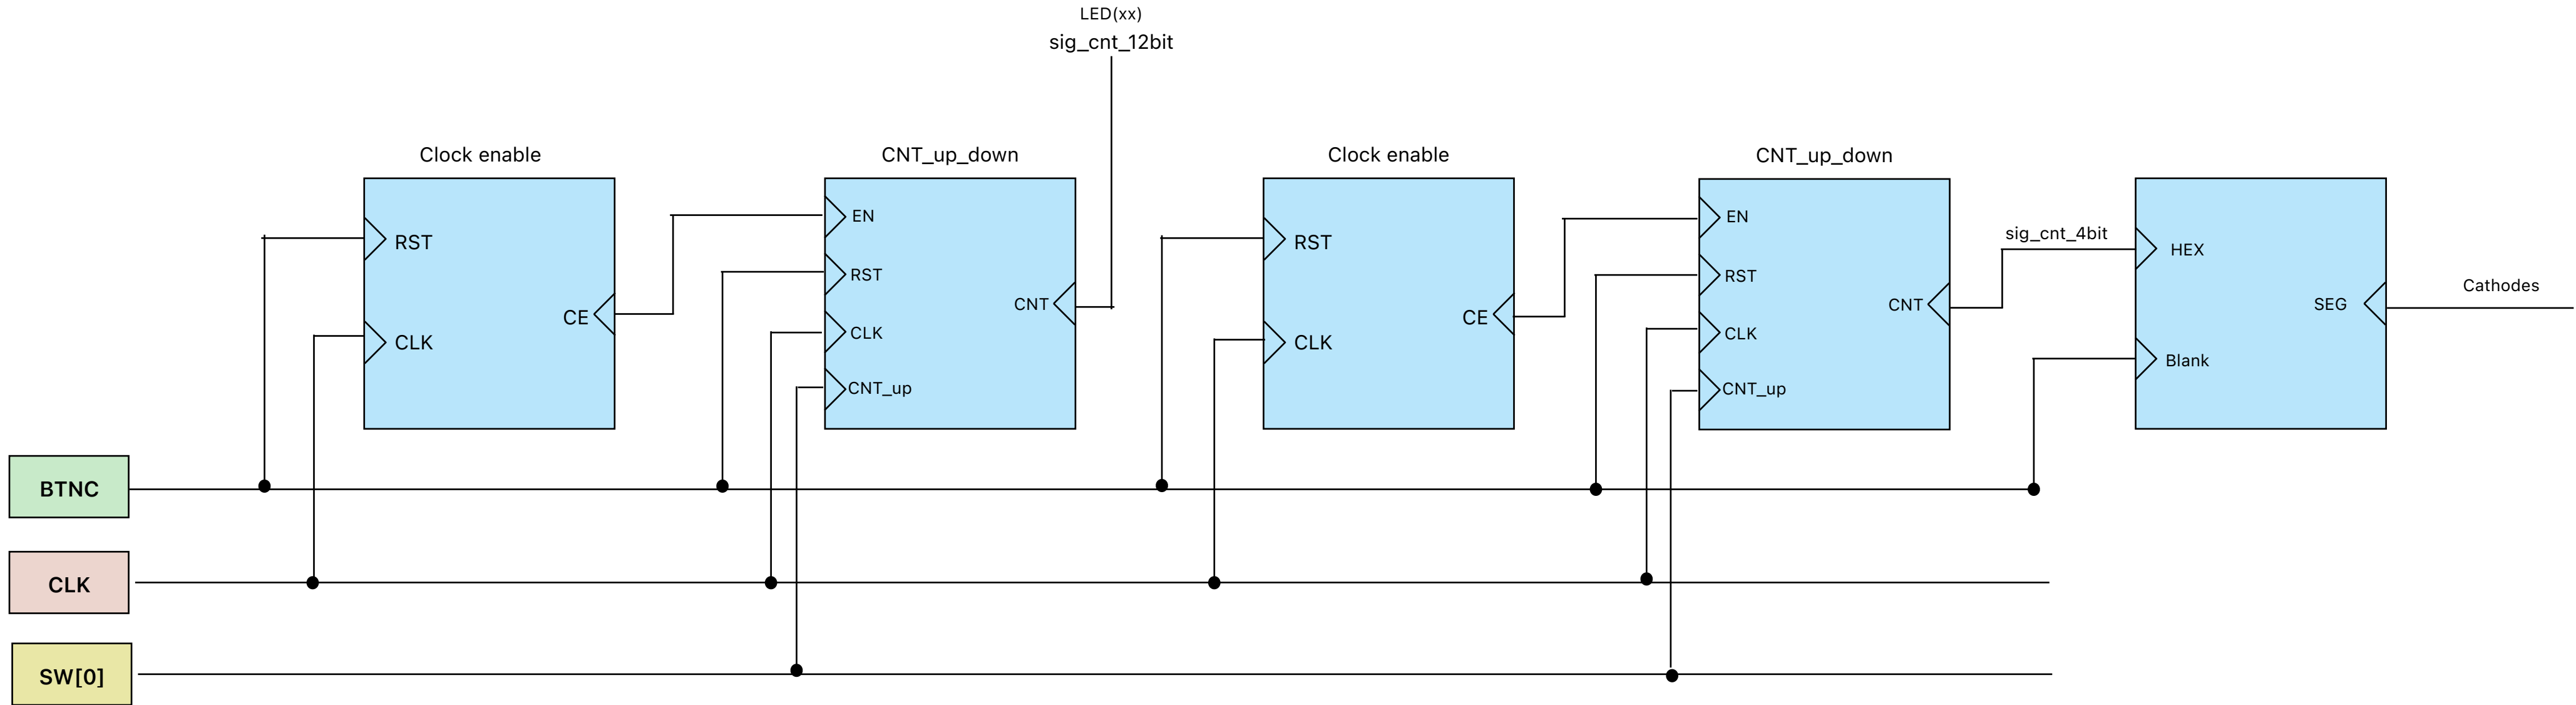 LED(xx)
sig_cnt_12bit
Clock enable
CNT_up_down
Clock enable
CNT_up_down
RST
CLK
CE
EN
RST
CLK
CNT_up
CNT
RST
CLK
CE
EN
RST
CLK
CNT_up
CNT
sig_cnt_4bit
HEX
Blank
SEG
Cathodes
BTNC
CLK
SW[0]